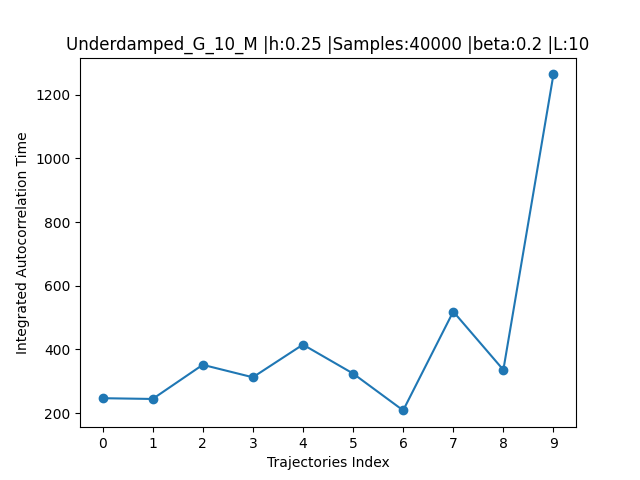 Underdamped_G_10_M |h:0.25 |Samples:40000 |beta:0.2 |L:10
Integrated Autocorrelation Time
1200
1000
800
600
400
200
0 1 2 3 4 5 6 7 8 9
Trajectories Index